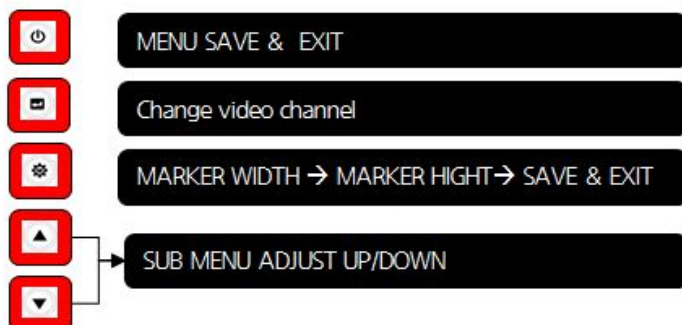 MENU SAVE & EXIT
Change video channel
MARKER WIDTH → MARKER HIGHT→ SAVE & EXIT
SUB MENU ADJUST UP/DOWN